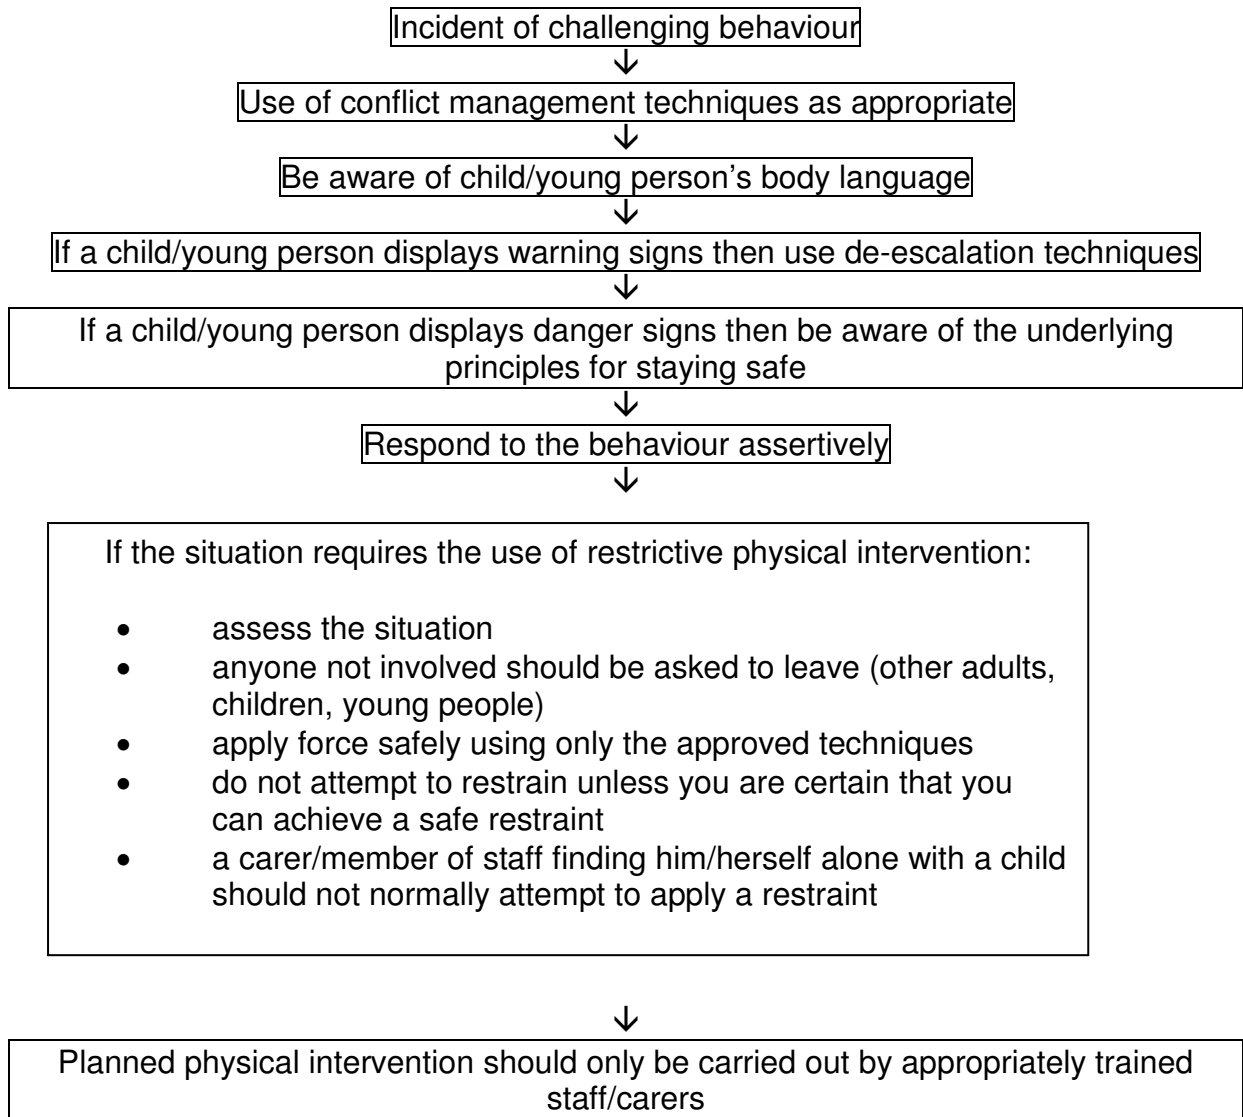 Incident of challenging behaviour
↓
Use of conflict management techniques as appropriate
↓
Be aware of child/young person's body language
↓
If a child/young person displays warning signs then use de-escalation techniques
↓
If a child/young person displays danger signs then be aware of the underlying
principles for staying safe
↓
Respond to the behaviour assertively
↓
If the situation requires the use of restrictive physical intervention:
• assess the situation
• anyone not involved should be asked to leave (other adults,
children, young people)
• apply force safely using only the approved techniques
• do not attempt to restrain unless you are certain that you
can achieve a safe restraint
• a carer/member of staff finding him/herself alone with a child
should not normally attempt to apply a restraint
↓
Planned physical intervention should only be carried out by appropriately trained
staff/carers